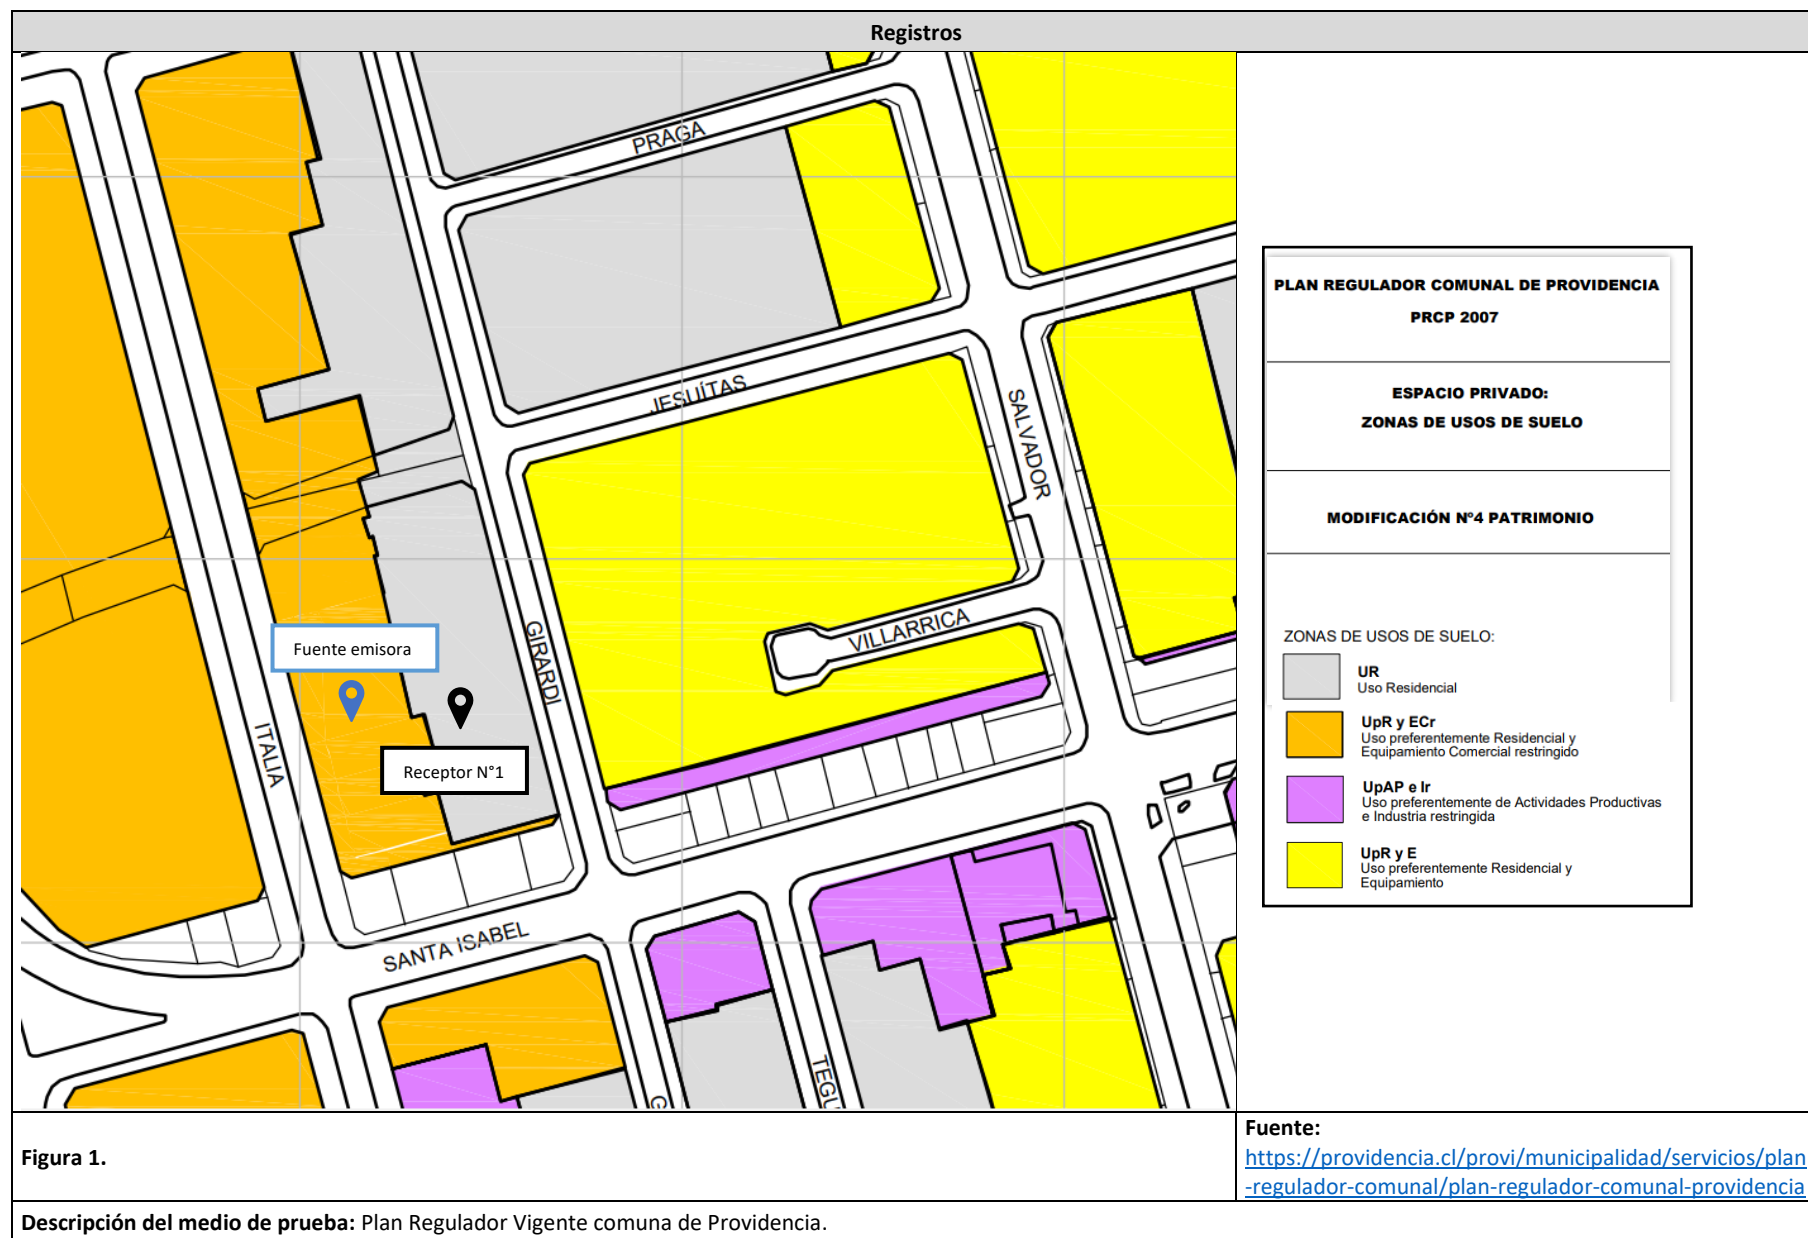 Registros
PRAGA
JESUÍTAS
SALVADOR
VILLARRICA
GIRARDI
ITALIA
SANTA ISABEL
TEGU
G
Fuente emisora
Receptor N°1
PLAN REGULADOR COMUNAL DE PROVIDENCIA
PRCP 2007
ESPACIO PRIVADO:
ZONAS DE USOS DE SUELO
MODIFICACIÓN Nº4 PATRIMONIO
ZONAS DE USOS DE SUELO:
UR
Uso Residencial
UpR y ECr
Uso preferentemente Residencial y
Equipamiento Comercial restringido
UpAP e Ir
Uso preferentemente de Actividades Productivas
e Industria restringida
UpR y E
Uso preferentemente Residencial y
Equipamiento
Figura 1.
Fuente:
https://providencia.cl/provi/municipalidad/servicios/plan
-regulador-comunal/plan-regulador-comunal-providencia
Descripción del medio de prueba: Plan Regulador Vigente comuna de Providencia.